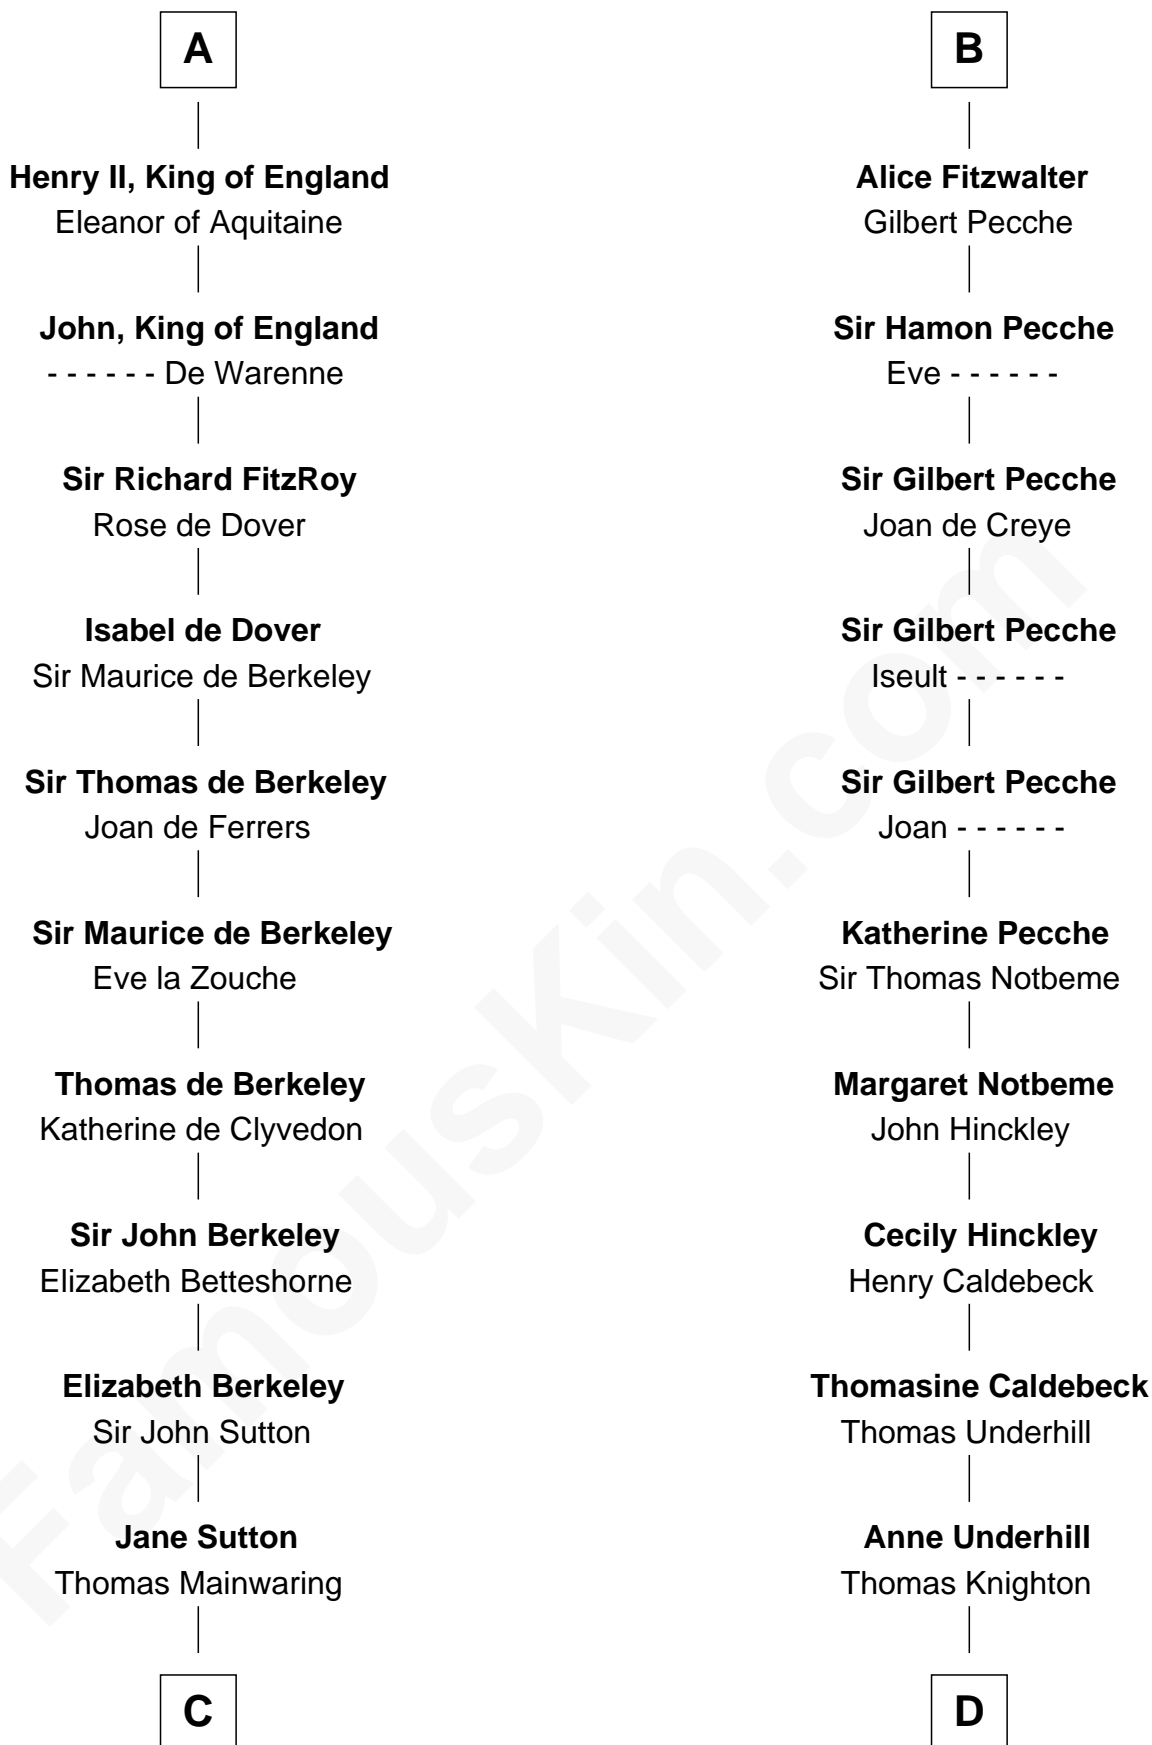 A
Henry II, King of England
Eleanor of Aquitaine
John, King of England
- - - - - - De Warenne
Sir Richard FitzRoy
Rose de Dover
Isabel de Dover
Sir Maurice de Berkeley
Sir Thomas de Berkeley
Joan de Ferrers
Sir Maurice de Berkeley
Eve la Zouche
Thomas de Berkeley
Katherine de Clyvedon
Sir John Berkeley
Elizabeth Betteshorne
Elizabeth Berkeley
Sir John Sutton
Jane Sutton
Thomas Mainwaring
C
B
Alice Fitzwalter
Gilbert Pecche
Sir Hamon Pecche
Eve - - - - - -
Sir Gilbert Pecche
Joan de Creye
Sir Gilbert Pecche
Iseult - - - - - -
Sir Gilbert Pecche
Joan - - - - - -
Katherine Pecche
Sir Thomas Notbeme
Margaret Notbeme
John Hinckley
Cecily Hinckley
Henry Caldebeck
Thomasine Caldebeck
Thomas Underhill
Anne Underhill
Thomas Knighton
D
FamousKin.com